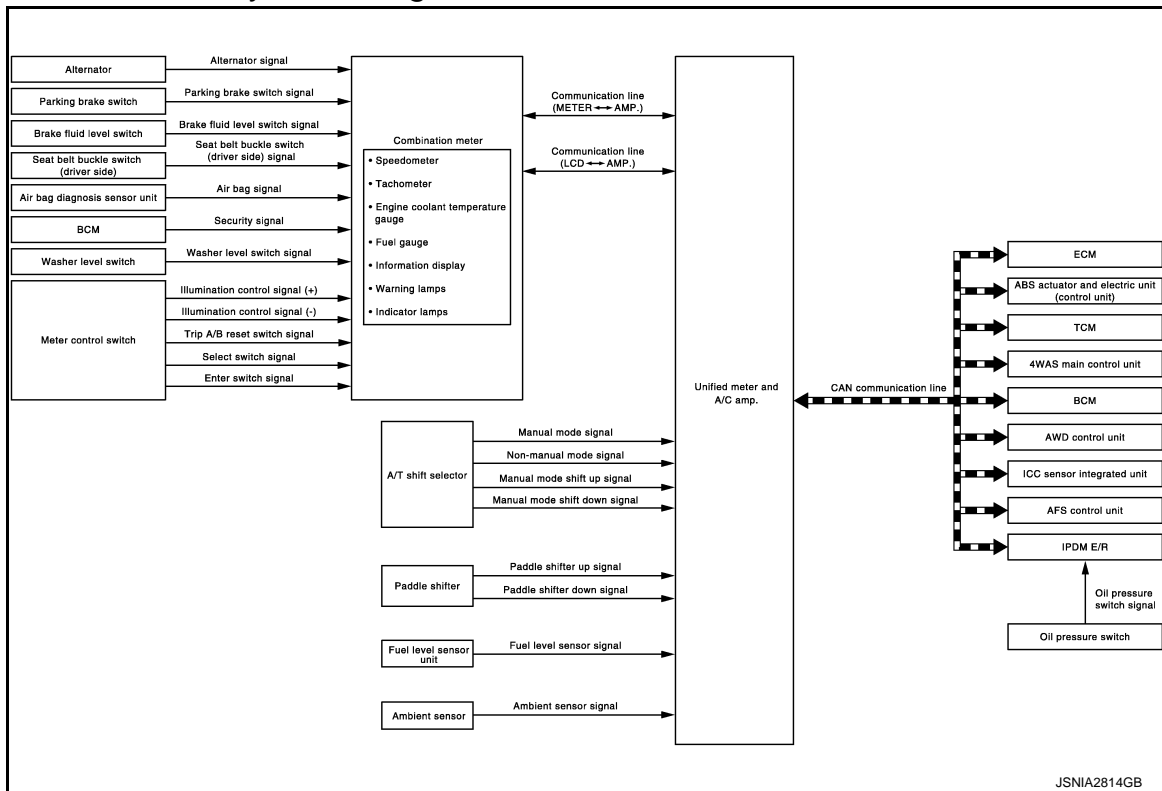 Alternator
Alternator signal
Parking brake switch
Parking brake switch signal
Brake fluid level switch
Brake fluid level switch signal
Seat belt buckle switch
(driver side)
Seat belt buckle switch
(driver side) signal
Air bag diagnosis sensor unit
Air bag signal
BCM
Security signal
Washer level switch
Washer level switch signal
Meter control switch
Illumination control signal (+)
Illumination control signal (-)
Trip A/B reset switch signal
Select switch signal
Enter switch signal
Combination meter
• Speedometer
• Tachometer
• Engine coolant temperature
gauge
• Fuel gauge
• Information display
• Warning lamps
• Indicator lamps
Communication line
(METER ↔ AMP.)
Communication line
(LCD ↔ AMP.)
A/T shift selector
Manual mode signal
Non-manual mode signal
Manual mode shift up signal
Manual mode shift down signal
Paddle shifter
Paddle shifter up signal
Paddle shifter down signal
Fuel level sensor
unit
Fuel level sensor signal
Ambient sensor
Ambient sensor signal
Unified meter and
A/C amp.
CAN communication line
ECM
ABS actuator and electric unit
(control unit)
TCM
4WAS main control unit
BCM
AWD control unit
ICC sensor integrated unit
AFS control unit
IPDM E/R
Oil pressure
switch signal
Oil pressure switch
JSNIA2814GB